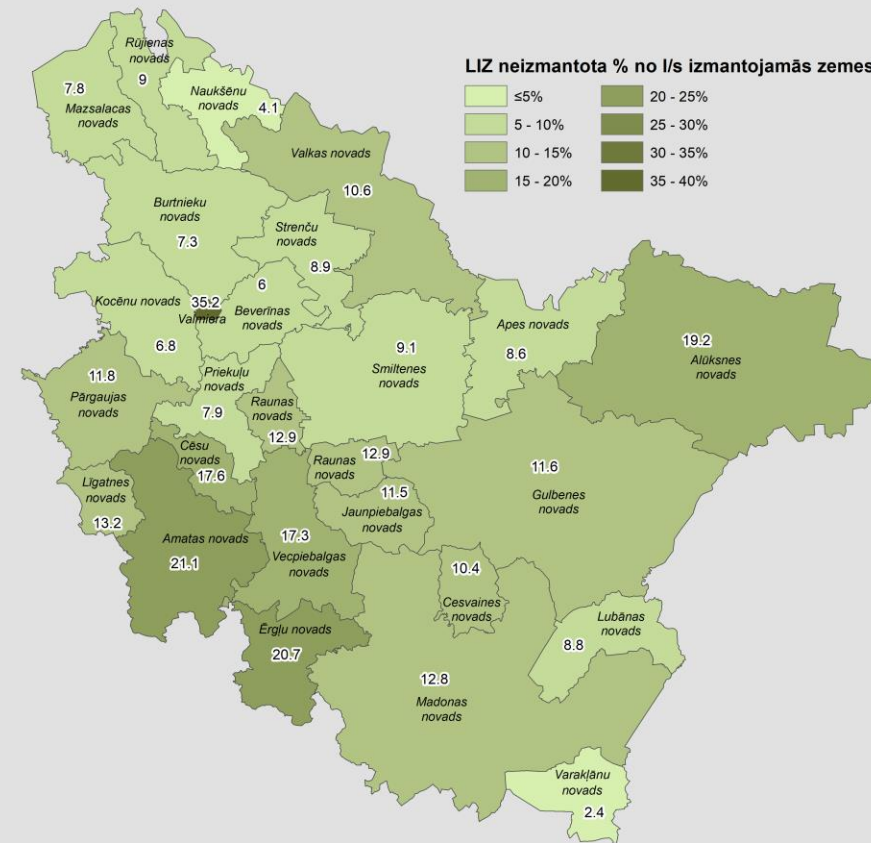 LIZ neizmantota % no l/s izmantojamās zemes
≤5%
5 - 10%
10 - 15%
15 - 20%
20 - 25%
25 - 30%
30 - 35%
35 - 40%
Rūjienas
novads
9
7.8
Mazsalacas
novads
Naukšēnu
novads
4.1
Valkas novads
10.6
Burtnieku
novads
7.3
Strenču
novads
8.9
Kocēnu novads
6.8
35.2
Valmiera
6
Beverīnas
novads
9.1
Smiltenes
novads
Apes novads
8.6
19.2
Alūksnes
novads
11.8
Pārgaujas
novads
Priekuļu
novads
7.9
Raunas
novads
12.9
Cēsu
novads
17.6
Raunas
novads
12.9
11.5
Jaunpiebalgas
novads
11.6
Gulbenes
novads
Līgatnes
novads
13.2
Amatas novads
21.1
17.3
Vecpiebalgas
novads
10.4
Cesvaines
novads
Lubānas
novads
8.8
Ērgļu novads
20.7
12.8
Madonas
novads
Varakļānu
novads
2.4